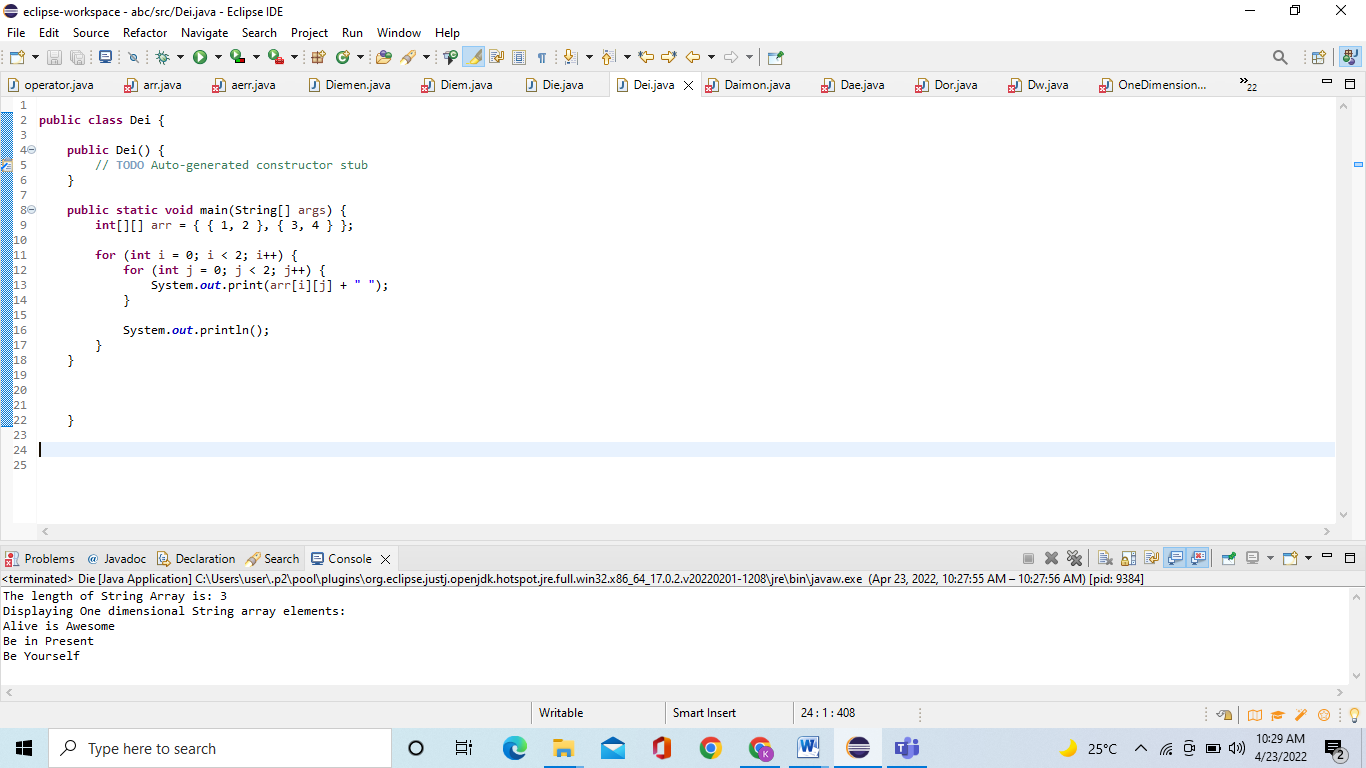 eclipse-workspace - abc/src/Dei.java - Eclipse IDE
File Edit Source Refactor Navigate Search Project Run Window Help
operator.java arr.java aerr.java Diemen.java Diem.java Die.java Dei.java Daimon.java Dae.java Dor.java Dw.java OneDimension... »22
1
2 public class Dei {
3
4     public Dei() {
5         // TODO Auto-generated constructor stub
6     }
7
8     public static void main(String[] args) {
9         int[][] arr = { { 1, 2 }, { 3, 4 } };
10
11         for (int i = 0; i < 2; i++) {
12             for (int j = 0; j < 2; j++) {
13                 System.out.print(arr[i][j] + " ");
14             }
15
16             System.out.println();
17         }
18     }
19
20
21
22     }
23
24
25
Problems @ Javadoc Declaration Search Console
<terminated> Die [Java Application] C:\Users\user\.p2\pool\plugins\org.eclipse.justj.openjdk.hotspot.jre.full.win32.x86_64_17.0.2.v20220201-1208\jre\bin\javaw.exe (Apr 23, 2022, 10:27:55 AM – 10:27:56 AM) [pid: 9384]
The length of String Array is: 3
Displaying One dimensional String array elements:
Alive is Awesome
Be in Present
Be Yourself
Writable Smart Insert 24 : 1 : 408
Type here to search
25°C
10:29 AM
4/23/2022
2